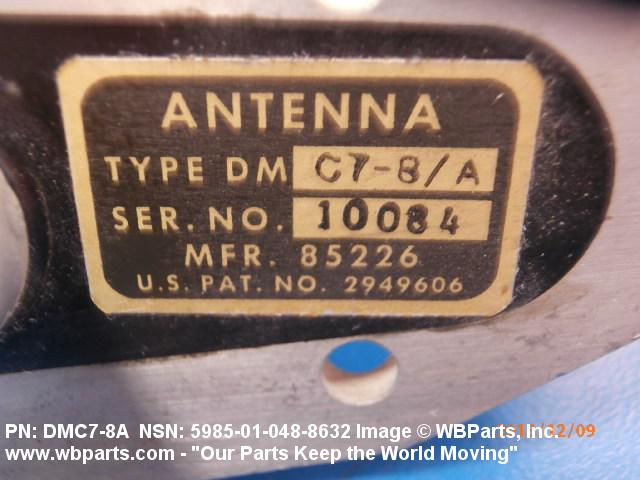 ANTENNA
TYPE DM C7-8/A
SER. NO. 10084
MFR. 85226
U.S. PAT. NO. 2949606
PN: DMC7-8A NSN: 5985-01-048-8632 Image © WBParts, Inc.
www.wbparts.com - "Our Parts Keep the World Moving"